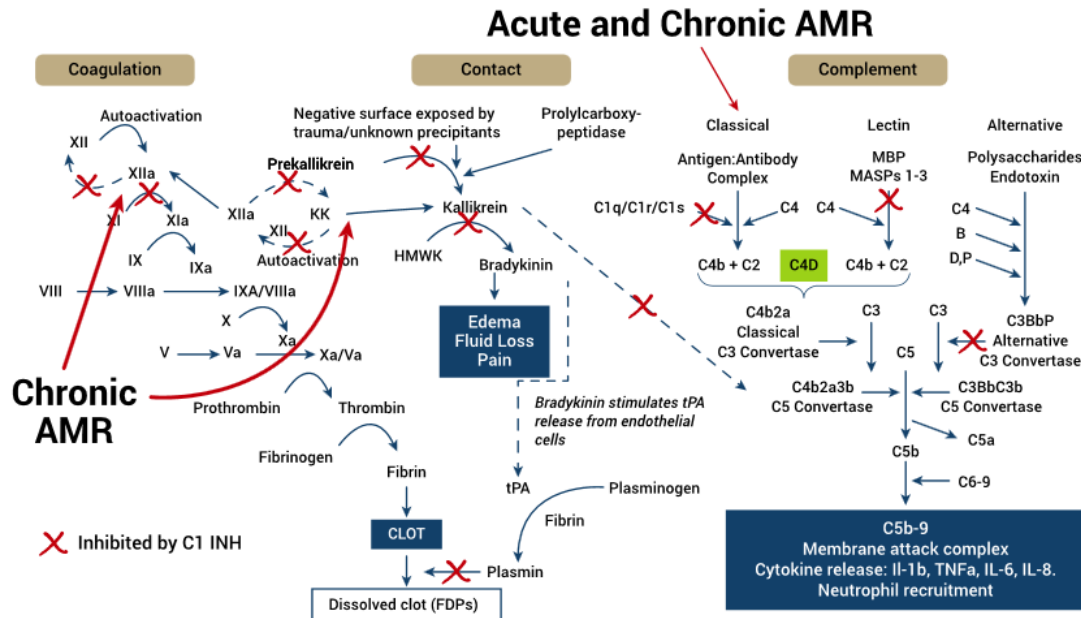 Acute and Chronic AMR
Coagulation
Contact
Complement
Autoactivation
XII
XIIa
XI
XIa
IX
IXa
VIII
VIIIa
IXA/VIIIa
X
Xa
V
Va
Xa/Va
Prothrombin
Thrombin
Fibrinogen
Fibrin
CLOT
Dissolved clot (FDPs)
Chronic
AMR
Inhibited by C1 INH
Negative surface exposed by
trauma/unknown precipitants
Prolylcarboxy-
peptidase
Prekallikrein
XIIa
KK
XII
Autoactivation
Kallikrein
HMWK
Bradykinin
Edema
Fluid Loss
Pain
Bradykinin stimulates tPA
release from endothelial
cells
tPA
Plasminogen
Fibrin
Plasmin
Classical
Antigen:Antibody
Complex
C1q/C1r/C1s
C4
C4b + C2
C4D
Lectin
MBP
MASPs 1-3
C4
C4b + C2
Alternative
Polysaccharides
Endotoxin
C4
B
D,P
C4b2a
Classical
C3 Convertase
C3
C3
C3BbP
Alternative
C3 Convertase
C5
C4b2a3b
C5 Convertase
C3BbC3b
C5 Convertase
C5a
C5b
C6-9
C5b-9
Membrane attack complex
Cytokine release: Il-1b, TNFa, IL-6, IL-8.
Neutrophil recruitment